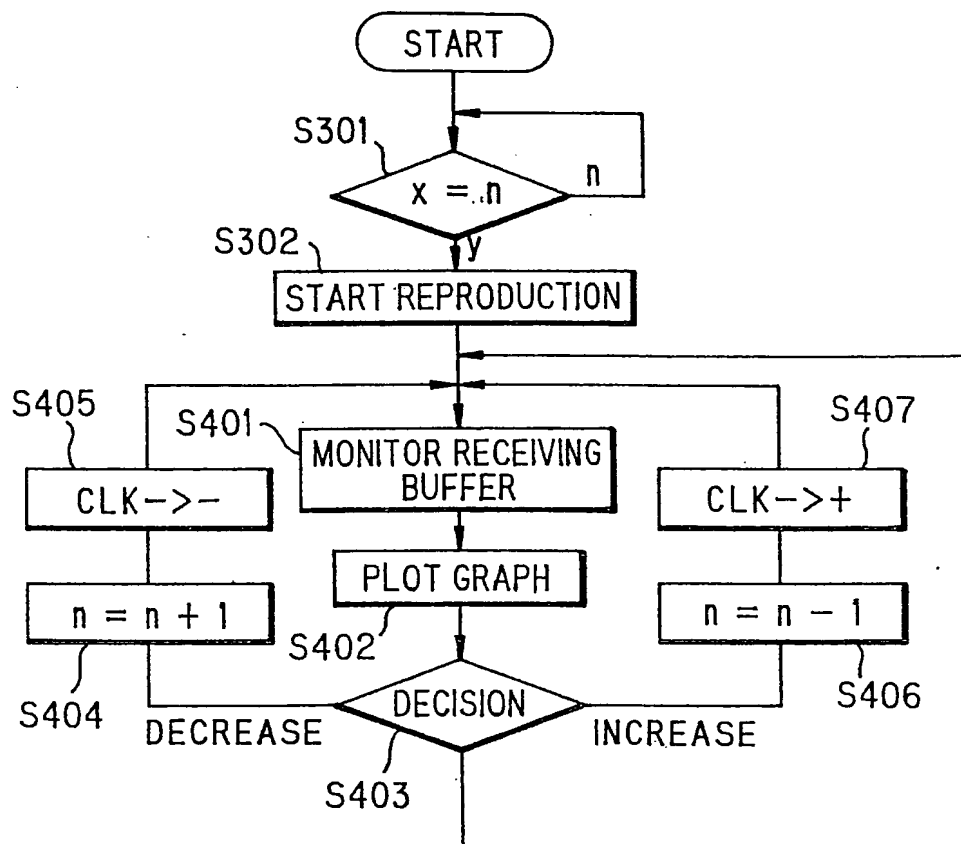 START
S301
x = n
n
y
S302
START REPRODUCTION
S405
S401
S407
MONITOR RECEIVING
BUFFER
CLK->-
CLK->+
PLOT GRAPH
n = n + 1
n = n - 1
S402
S404
S406
DECISION
DECREASE
INCREASE
S403